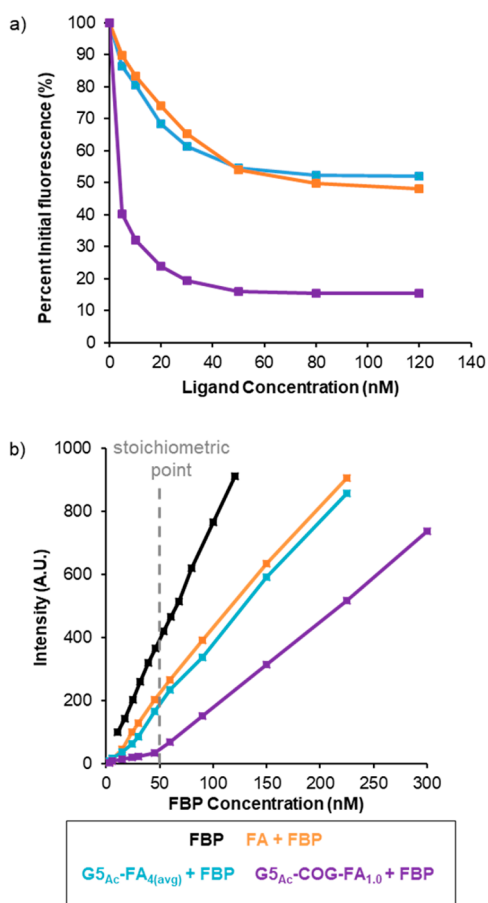 a)
100
90
80
70
60
50
40
30
20
10
0
Percent Initial fluorescence (%)
0 20 40 60 80 100 120 140
Ligand Concentration (nM)
b)
stoichiometric
point
1000
800
600
400
200
0
Intensity (A.U.)
0 50 100 150 200 250 300
FBP Concentration (nM)
FBP FA + FBP
G5Ac-FA4(avg) + FBP G5Ac-COG-FA1.0 + FBP